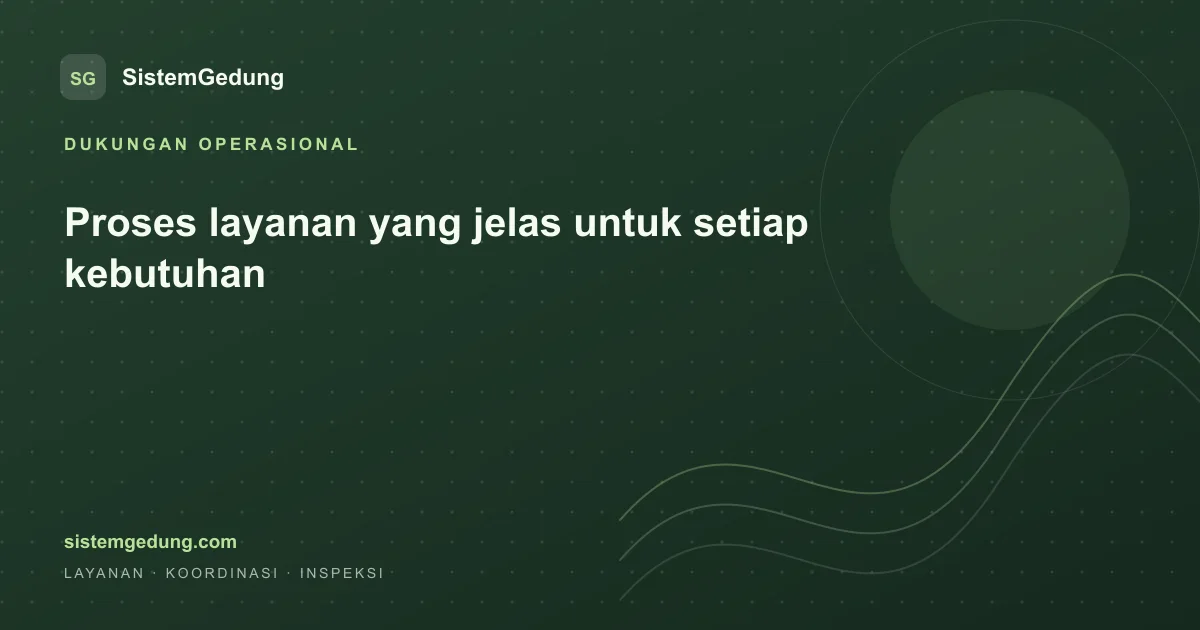 SG
SistemGedung
DUKUNGAN OPERASIONAL
Proses layanan yang jelas untuk setiap
kebutuhan
sistemgedung.com
LAYANAN · KOORDINASI · INSPEKSI